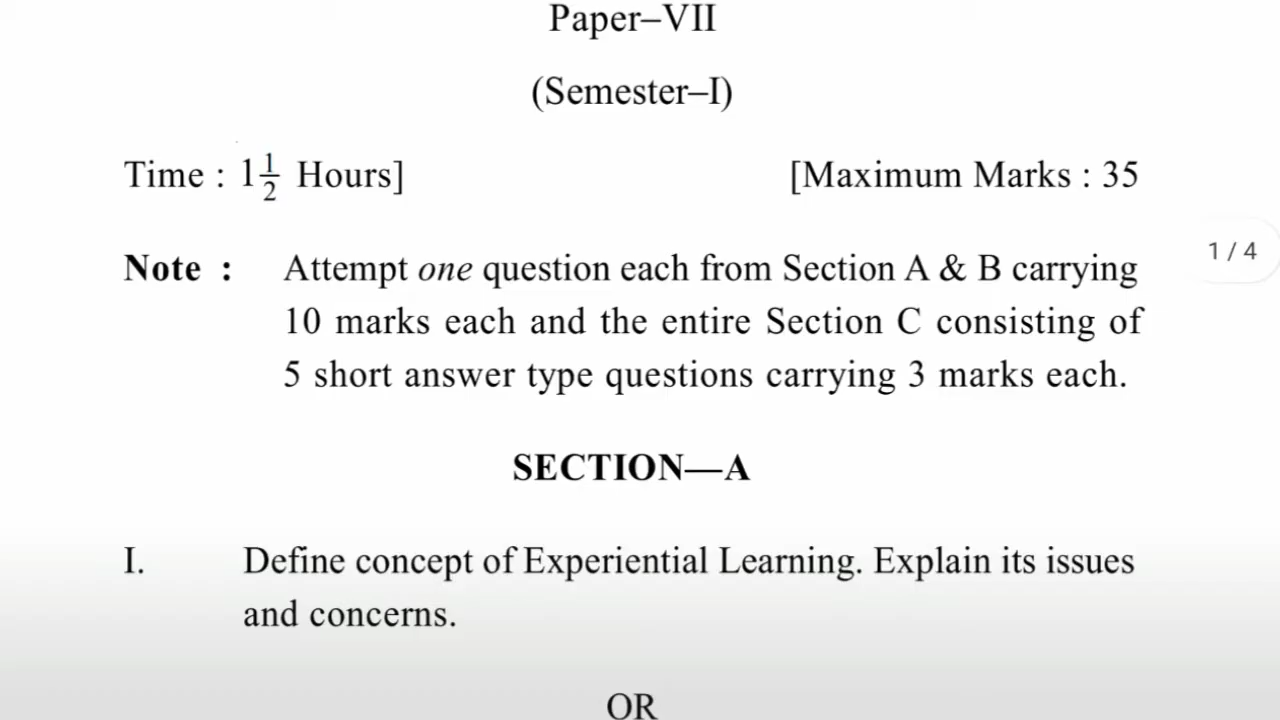 Paper–VII
(Semester–I)
Time : 1 1/2 Hours] [Maximum Marks : 35
1 / 4
Note : Attempt one question each from Section A & B carrying
10 marks each and the entire Section C consisting of
5 short answer type questions carrying 3 marks each.
SECTION—A
I. Define concept of Experiential Learning. Explain its issues
and concerns.
OR